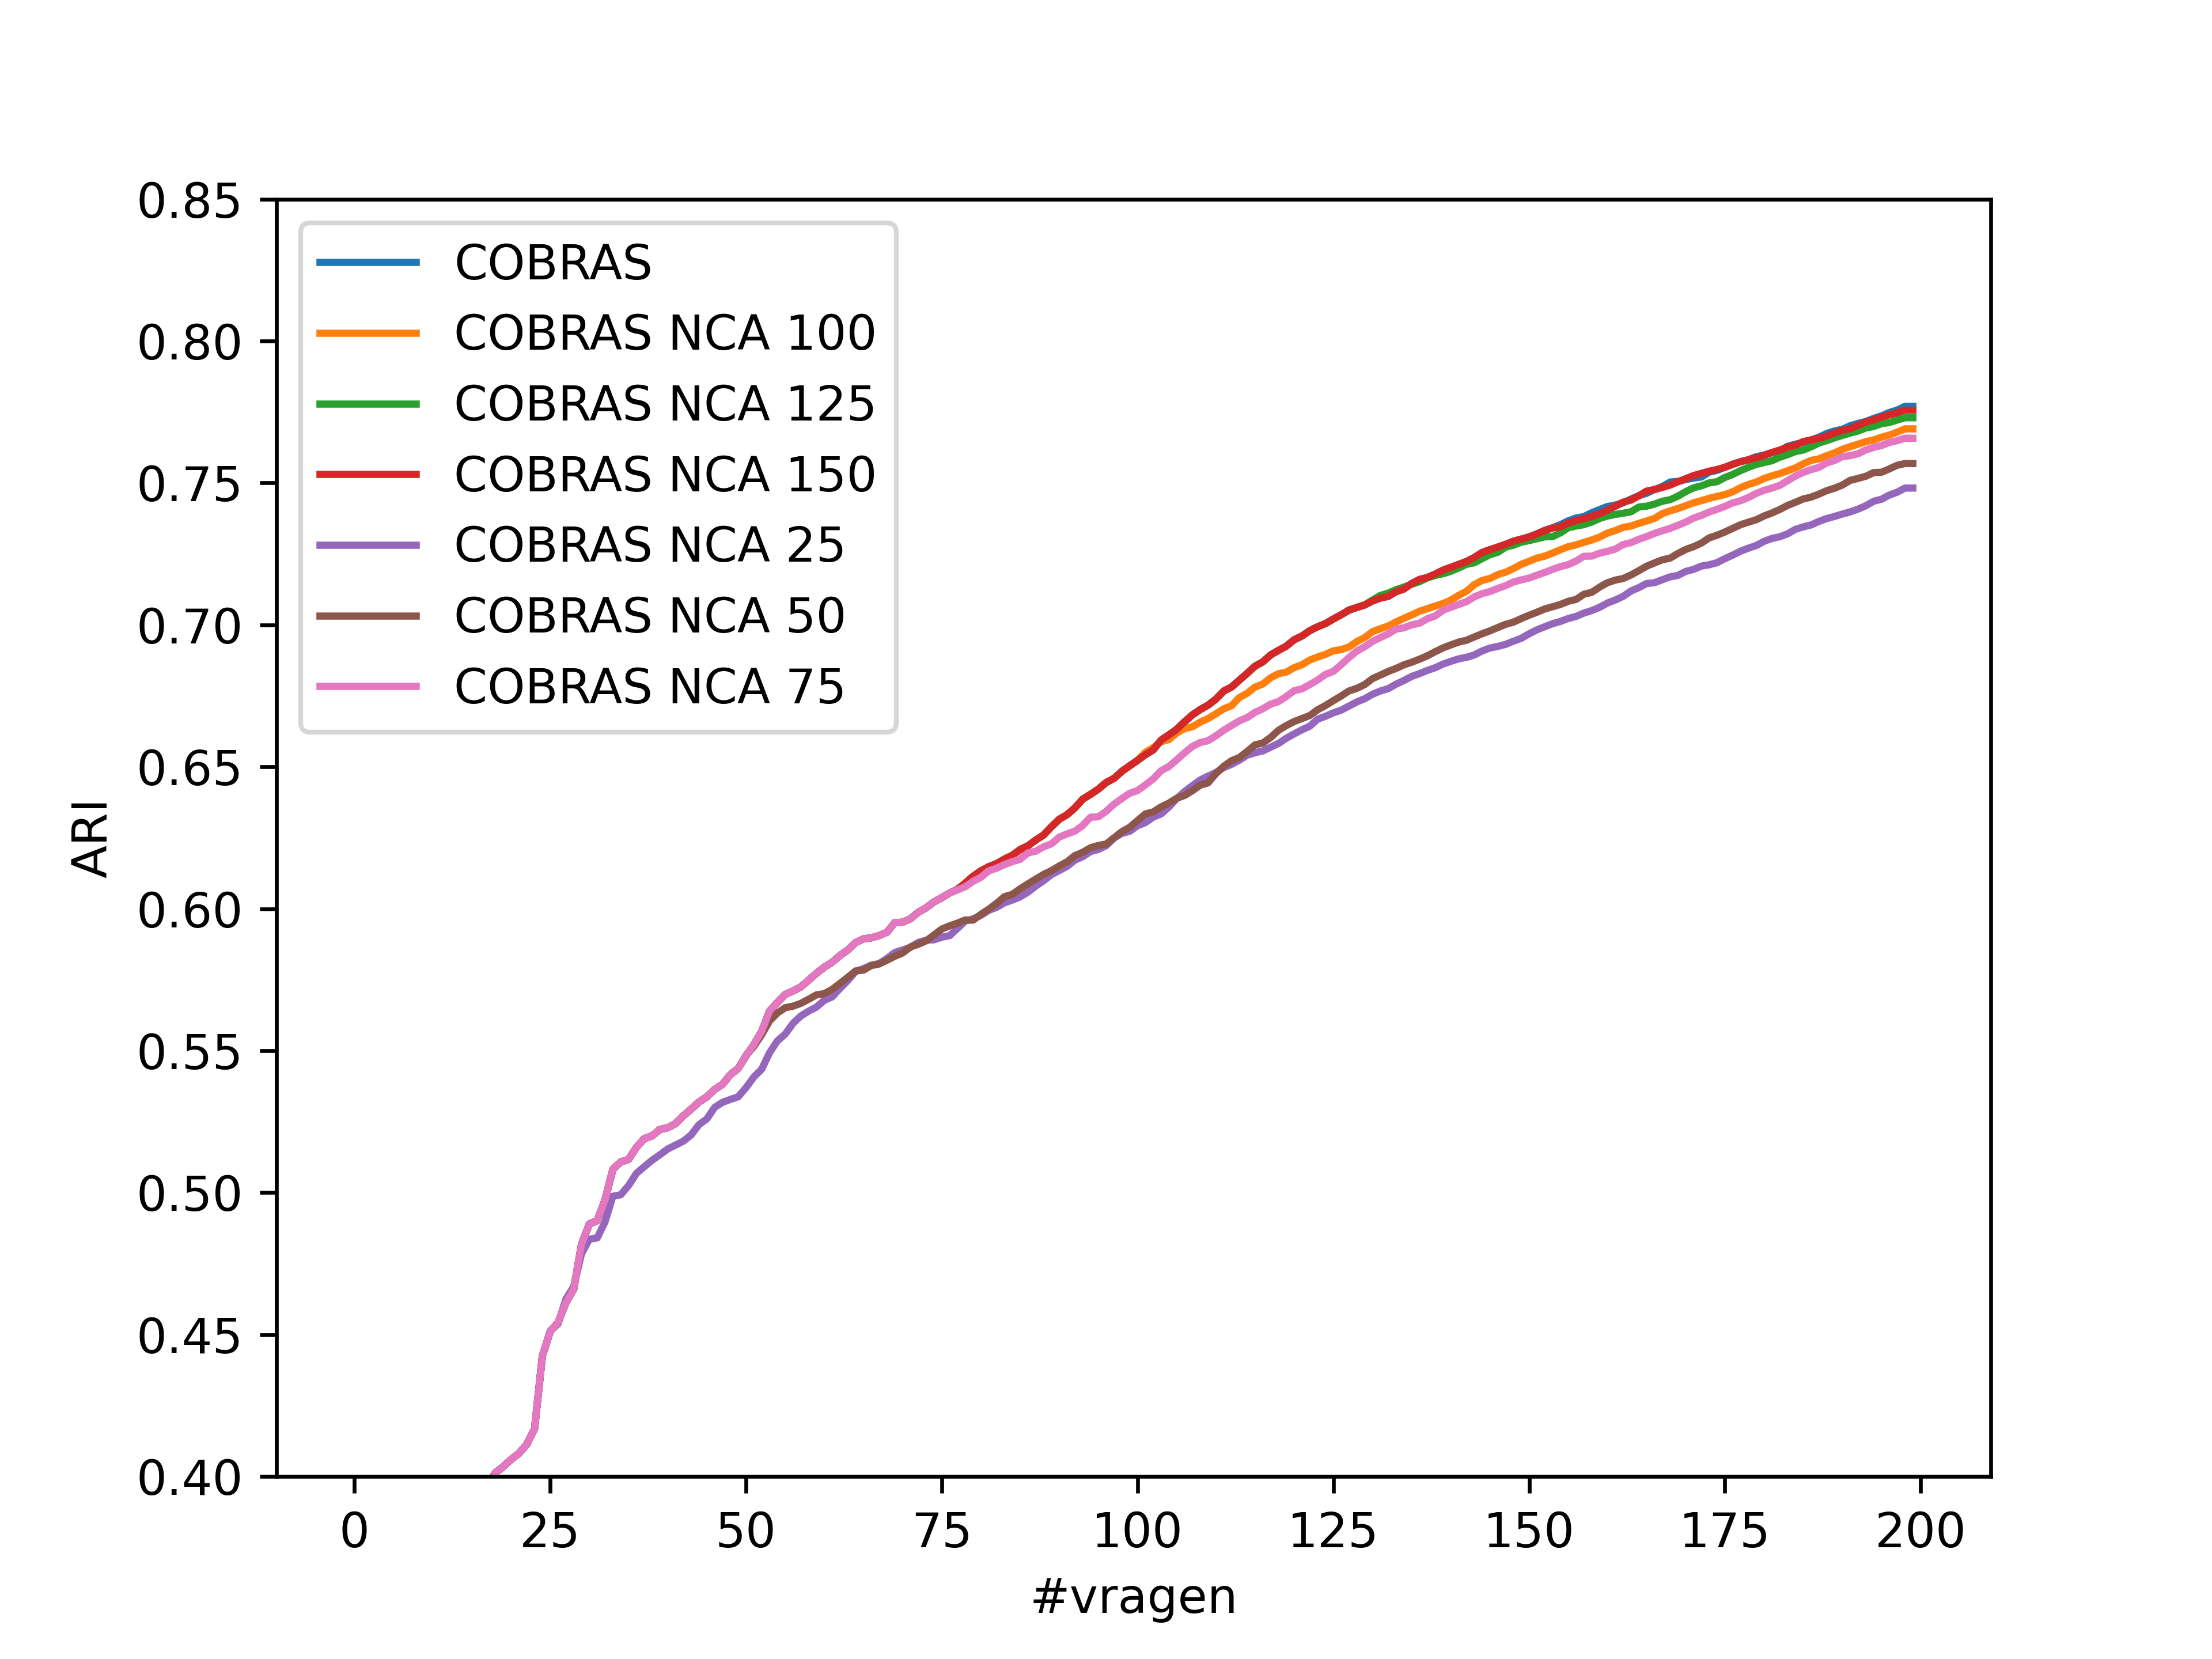 0.85
0.80
0.75
0.70
0.65
0.60
0.55
0.50
0.45
0.40
ARI
COBRAS
COBRAS NCA 100
COBRAS NCA 125
COBRAS NCA 150
COBRAS NCA 25
COBRAS NCA 50
COBRAS NCA 75
0 25 50 75 100 125 150 175 200
#vragen